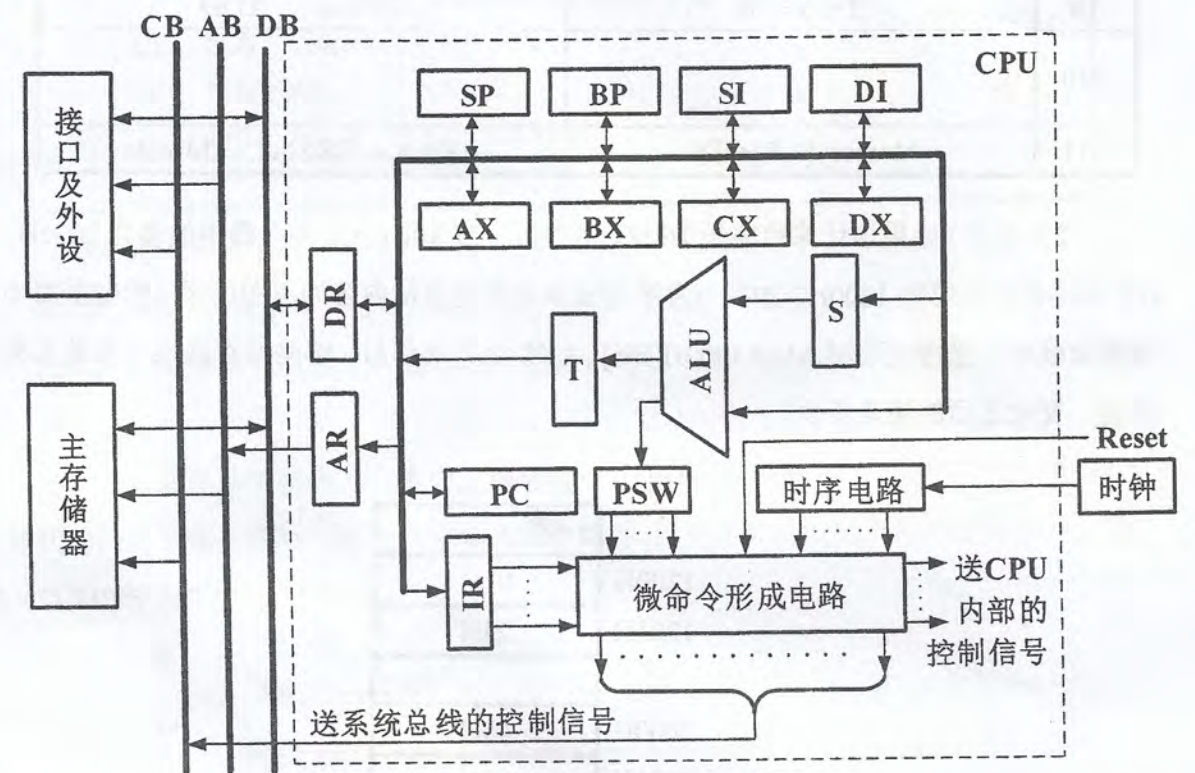 CB AB DB
CPU
SP
BP
SI
DI
AX
BX
CX
DX
接口及外设
DR
S
T
ALU
主存储器
AR
PC
PSW
时序电路
Reset
时钟
IR
微命令形成电路
送CPU
内部的
控制信号
送系统总线的控制信号